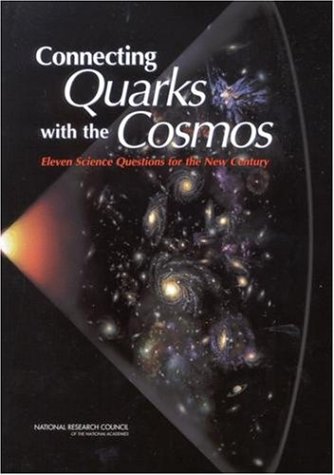 Connecting
Quarks
with the Cosmos
Eleven Science Questions for the New Century
NATIONAL RESEARCH COUNCIL
OF THE NATIONAL ACADEMIES